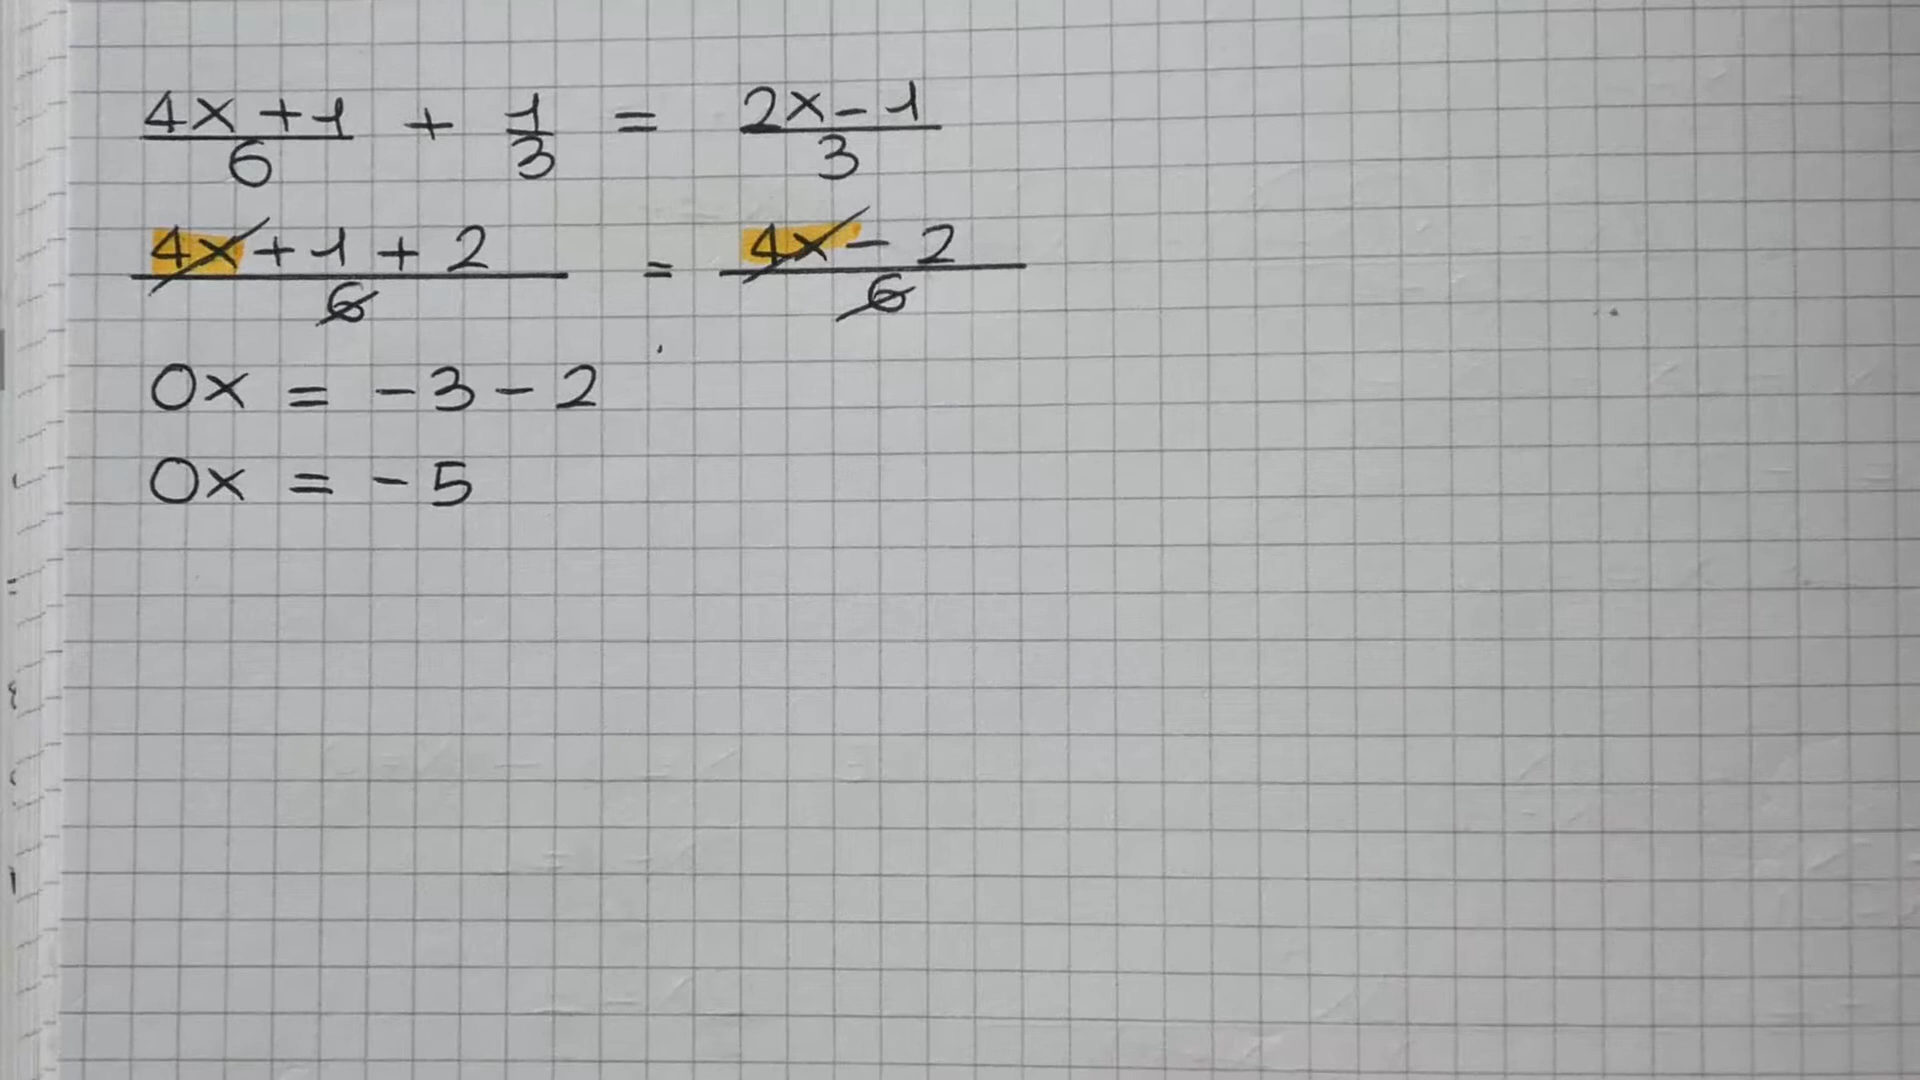 (4x + 1)/6 + 1/3 = (2x - 1)/3
(4x + 1 + 2)/6 = (4x - 2)/6
0x = -3 - 2
0x = -5